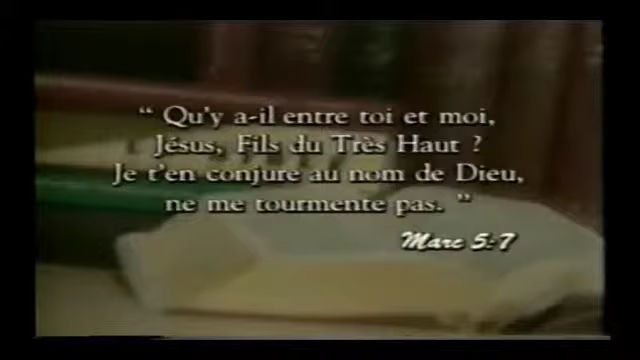 “ Qu'y a-il entre toi et moi,
Jésus, Fils du Très Haut ?
Je t'en conjure au nom de Dieu,
ne me tourmente pas. ”
Marc 5:7